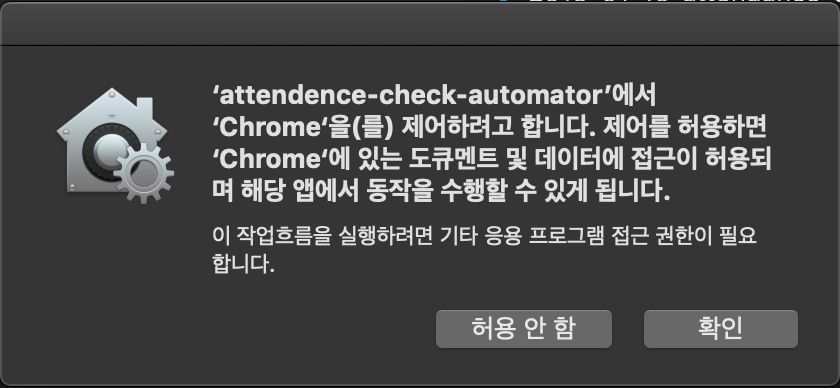 ‘attendence-check-automator’에서
‘Chrome‘을(를) 제어하려고 합니다. 제어를 허용하면
‘Chrome‘에 있는 도큐멘트 및 데이터에 접근이 허용되
며 해당 앱에서 동작을 수행할 수 있게 됩니다.
이 작업흐름을 실행하려면 기타 응용 프로그램 접근 권한이 필요
합니다.
허용 안 함
확인